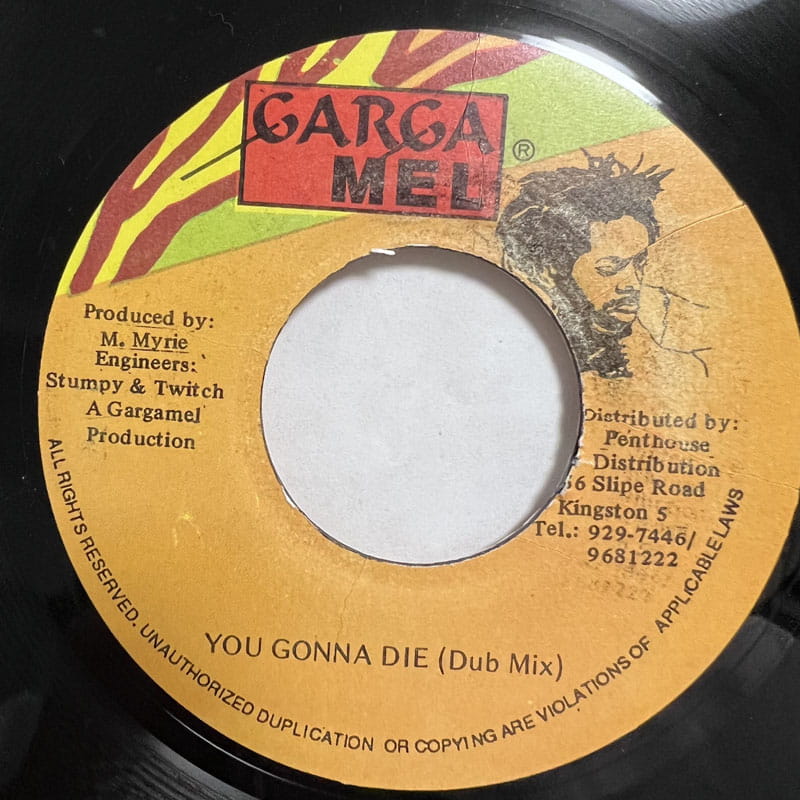 GARGA
MEL
®
Produced by:
M. Myrie
Engineers:
Stumpy & Twitch
A Gargamel
Production
Distributed by:
Penthouse
Distribution
56 Slipe Road
Kingston 5
Tel.: 929-7446/
9681222
YOU GONNA DIE (Dub Mix)
ALL RIGHTS RESERVED. UNAUTHORIZED DUPLICATION OR COPYING ARE VIOLATIONS OF APPLICABLE LAWS